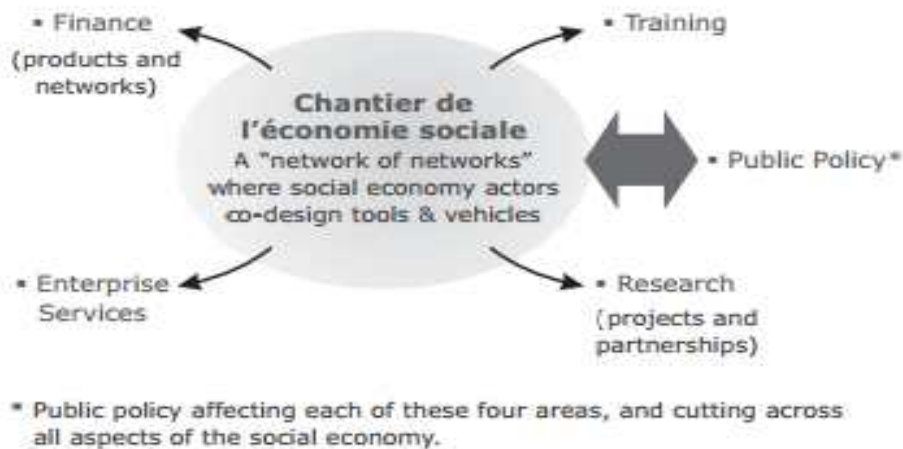 ▪ Finance
(products and
networks)
▪ Training
Chantier de
l'économie sociale
A "network of networks"
where social economy actors
co-design tools & vehicles
▪ Public Policy*
▪ Enterprise
Services
▪ Research
(projects and
partnerships)
* Public policy affecting each of these four areas, and cutting across
all aspects of the social economy.